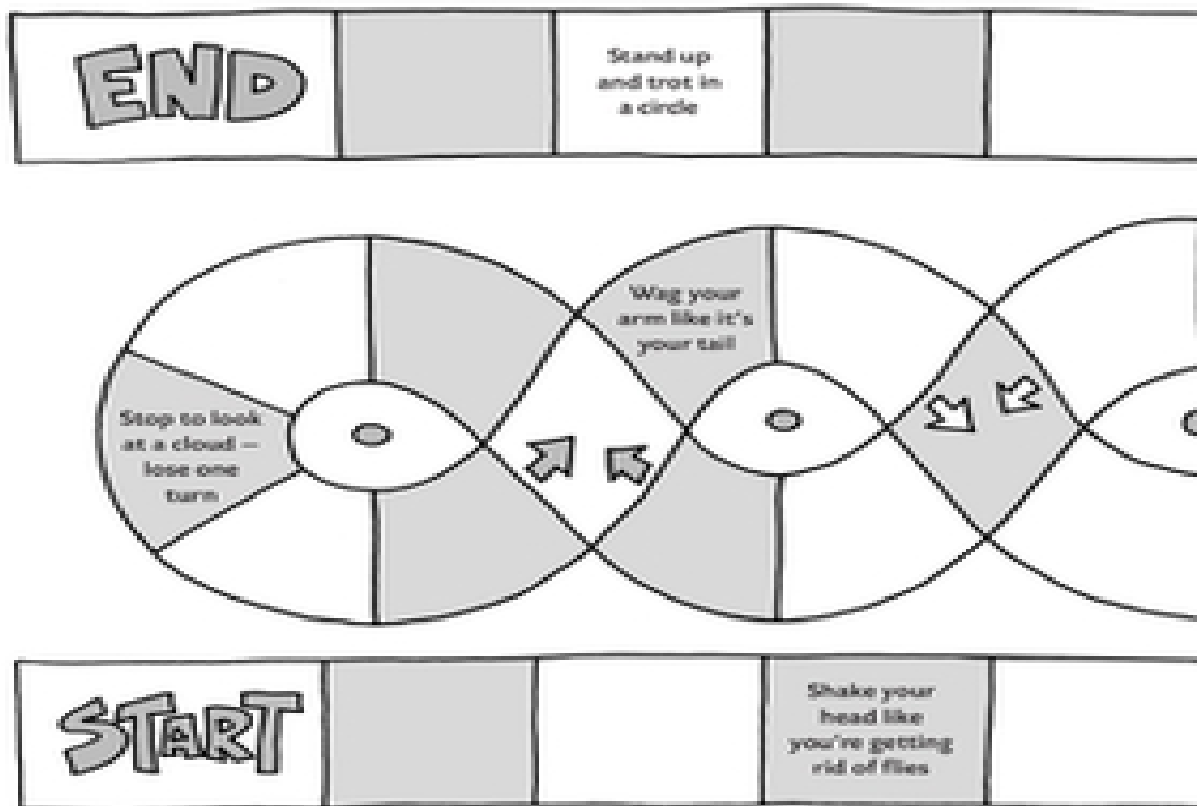 END
Stand up
and trot in
a circle
Wag your
arm like it's
your tail
Stop to look
at a cloud —
lose one
turn
START
Shake your
head like
you're getting
rid of flies